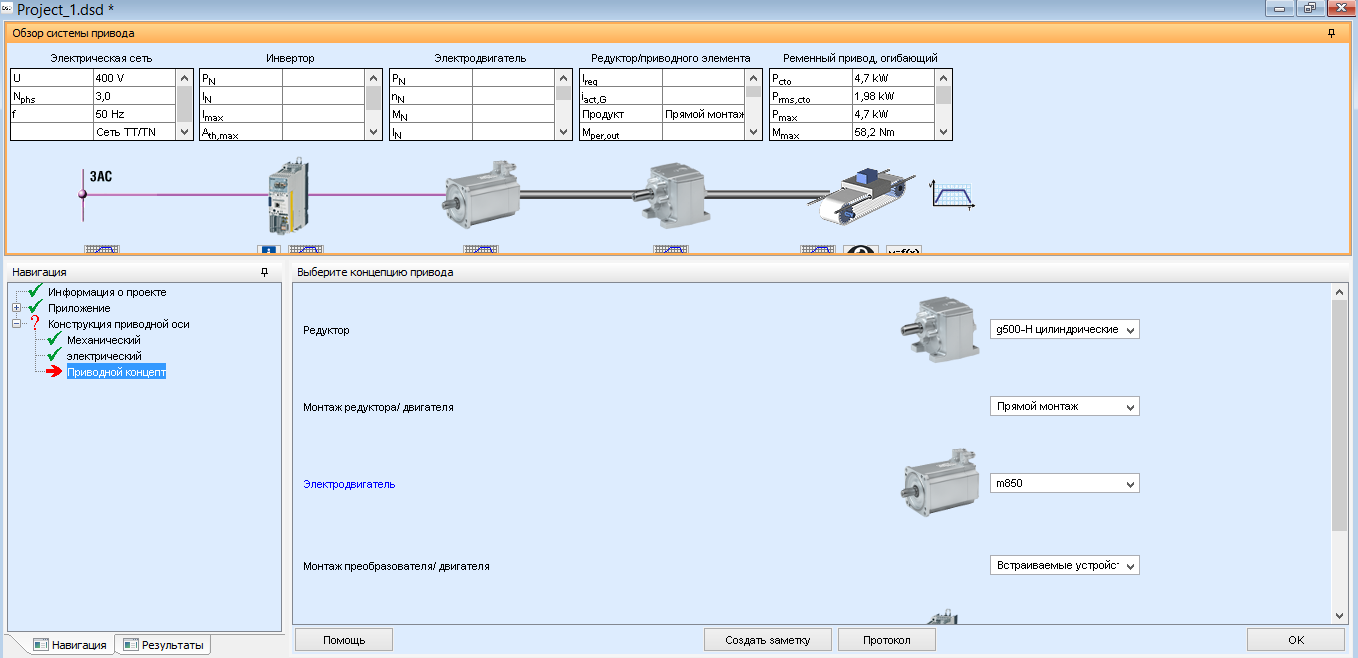 Project_1.dsd *
Обзор системы привода
Электрическая сеть
U 400 V
Nphs 3,0
f 50 Hz
Сеть TT/TN
Инвертор
PN
IN
Imax
Ath,max
Электродвигатель
PN
nN
MN
IN
Редуктор/приводного элемента
ireq
iact,G
Продукт Прямой монтаж
Mper,out
Ременный привод, огибающий
Pcto 4,7 kW
Prms,cto 1,98 kW
Pmax 4,7 kW
Mmax 58,2 Nm
3AC
Навигация
Информация о проекте
Приложение
Конструкция приводной оси
Механический
электрический
Приводной концепт
Выберите концепцию привода
Редуктор
g500-H цилиндрические
Монтаж редуктора/ двигателя
Прямой монтаж
Электродвигатель
m850
Монтаж преобразователя/ двигателя
Встраиваемые устройс
Навигация
Результаты
Помощь
Создать заметку
Протокол
OK